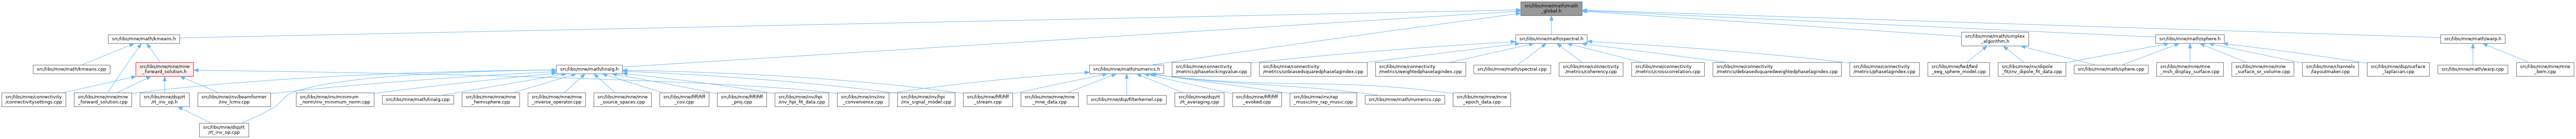 src/libs/mne/math/math
_global.h
src/libs/mne/math/kmeans.h
src/libs/mne/math/spectral.h
src/libs/mne/math/simplex
_algorithm.h
src/libs/mne/math/sphere.h
src/libs/mne/math/warp.h
src/libs/mne/math/kmeans.cpp
src/libs/mne/mne/mne
_forward_solution.h
src/libs/mne/math/linalg.h
src/libs/mne/math/numerics.h
src/libs/mne/connectivity
/metrics/phaselockingvalue.cpp
src/libs/mne/connectivity
/metrics/unbiasedsquaredphaselagindex.cpp
src/libs/mne/connectivity
/metrics/weightedphaselagindex.cpp
src/libs/mne/math/spectral.cpp
src/libs/mne/connectivity
/metrics/coherency.cpp
src/libs/mne/connectivity
/metrics/crosscorrelation.cpp
src/libs/mne/connectivity
/metrics/debiasedsquaredweightedphaselagindex.cpp
src/libs/mne/connectivity
/metrics/phaselagindex.cpp
src/libs/mne/fwd/fwd
_eeg_sphere_model.cpp
src/libs/mne/inv/dipole
_fit/inv_dipole_fit_data.cpp
src/libs/mne/math/sphere.cpp
src/libs/mne/mne/mne
_msh_display_surface.cpp
src/libs/mne/mne/mne
_surface_or_volume.cpp
src/libs/mne/channels
/layoutmaker.cpp
src/libs/mne/dsp/surface
_laplacian.cpp
src/libs/mne/math/warp.cpp
src/libs/mne/mne/mne
_bem.cpp
src/libs/mne/connectivity
/connectivitysettings.cpp
src/libs/mne/mne/mne
_forward_solution.cpp
src/libs/mne/dsp/rt
/rt_inv_op.h
src/libs/mne/inv/beamformer
/inv_lcmv.cpp
src/libs/mne/inv/minimum
_norm/inv_minimum_norm.cpp
src/libs/mne/math/linalg.cpp
src/libs/mne/mne/mne
_hemisphere.cpp
src/libs/mne/mne/mne
_inverse_operator.cpp
src/libs/mne/mne/mne
_source_spaces.cpp
src/libs/mne/fiff/fiff
_cov.cpp
src/libs/mne/fiff/fiff
_proj.cpp
src/libs/mne/inv/hpi
/inv_hpi_fit_data.cpp
src/libs/mne/inv/inv
_convenience.cpp
src/libs/mne/inv/hpi
/inv_signal_model.cpp
src/libs/mne/fiff/fiff
_stream.cpp
src/libs/mne/mne/mne
_mne_data.cpp
src/libs/mne/dsp/filterkernel.cpp
src/libs/mne/dsp/rt
/rt_averaging.cpp
src/libs/mne/fiff/fiff
_evoked.cpp
src/libs/mne/inv/rap
_music/inv_rap_music.cpp
src/libs/mne/math/numerics.cpp
src/libs/mne/mne/mne
_epoch_data.cpp
src/libs/mne/dsp/rt
/rt_inv_op.cpp